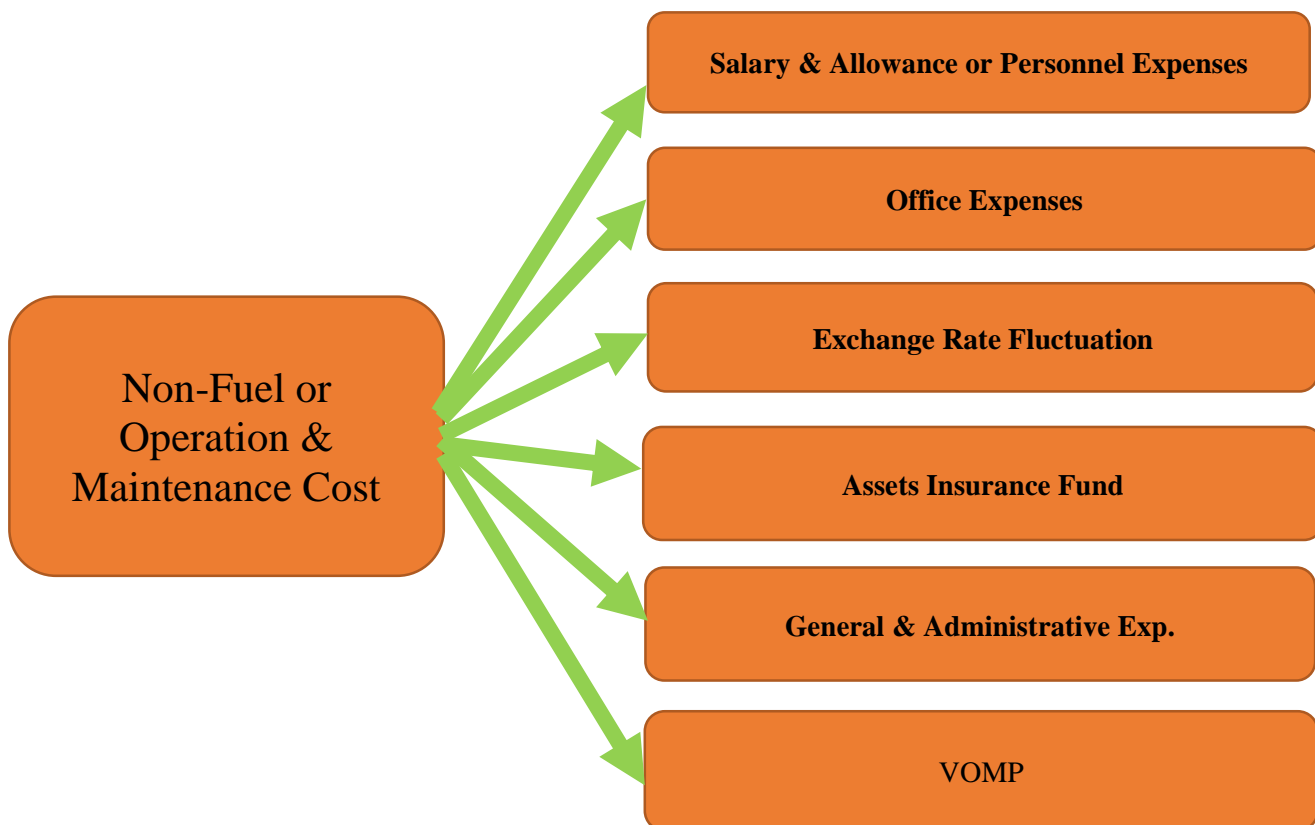 Salary & Allowance or Personnel Expenses
Office Expenses
Exchange Rate Fluctuation
Non-Fuel or
Operation &
Maintenance Cost
Assets Insurance Fund
General & Administrative Exp.
VOMP